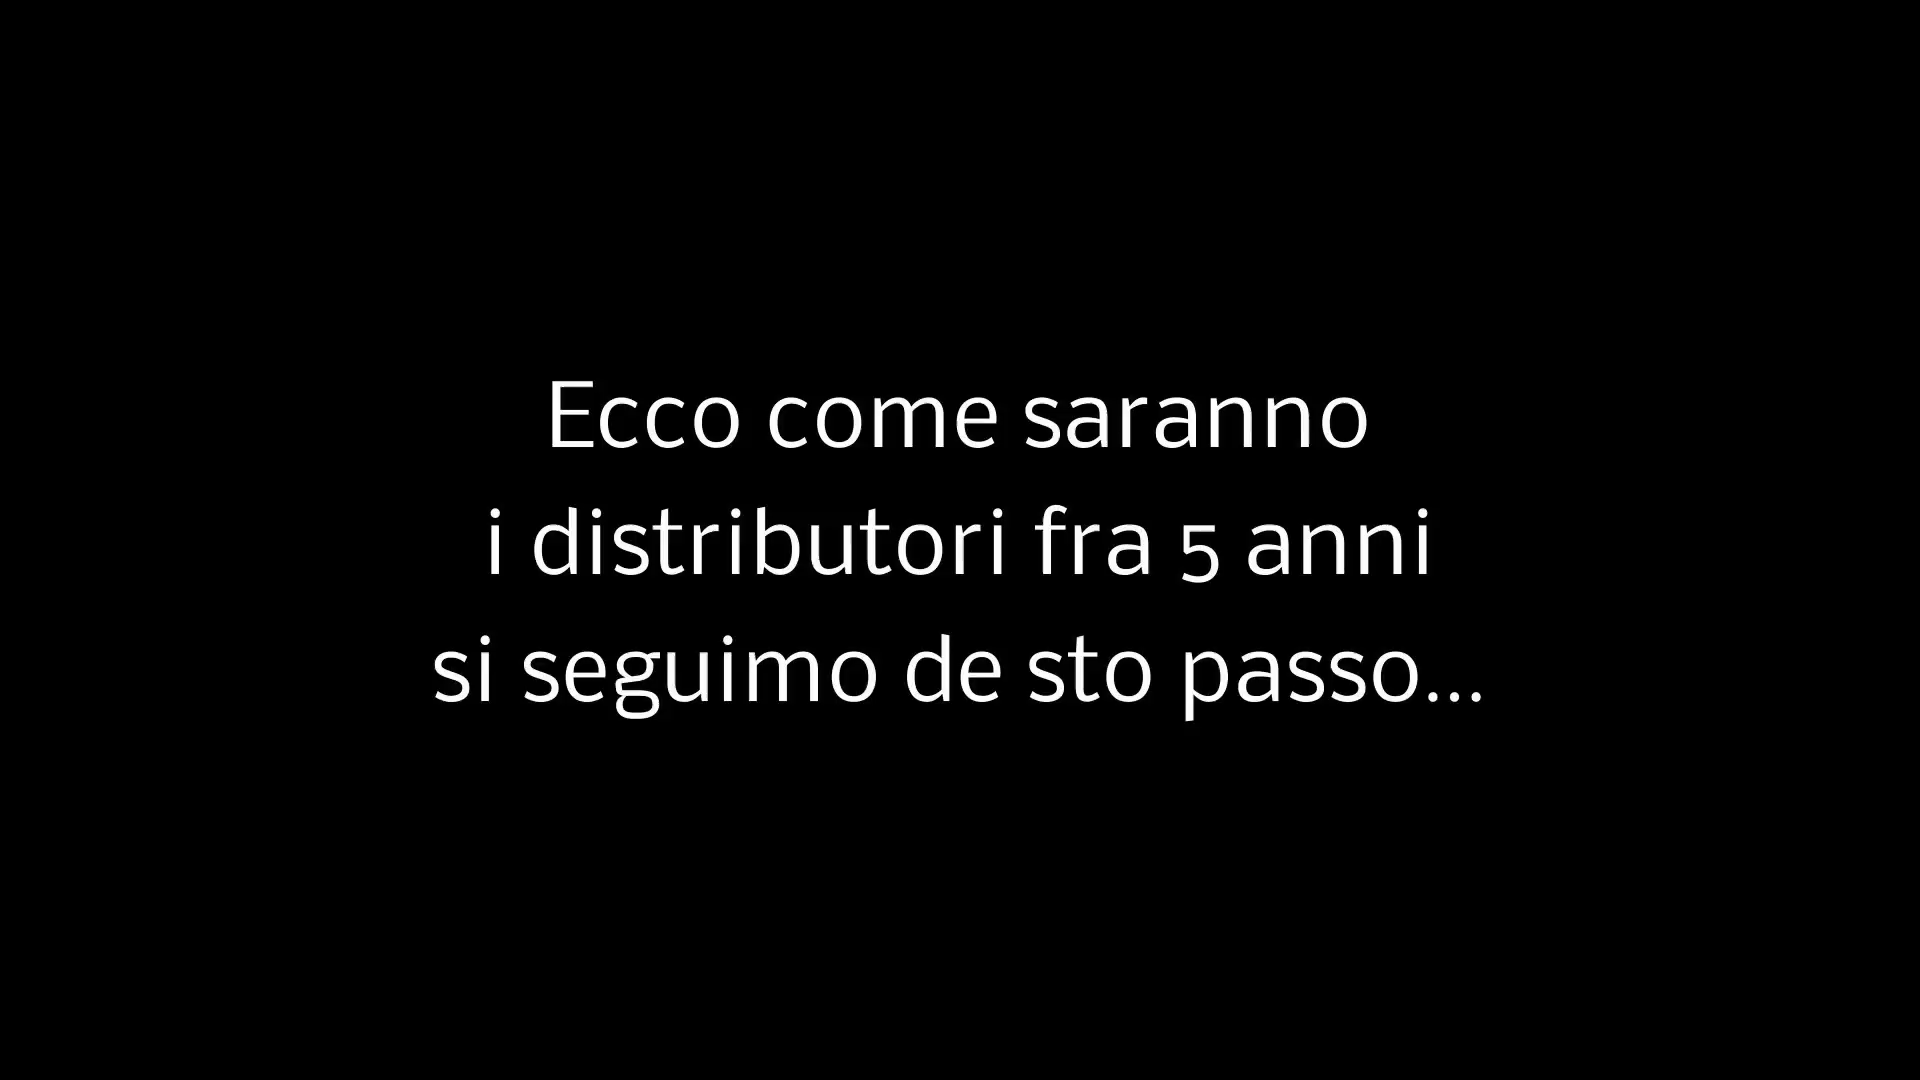 Ecco come saranno
i distributori fra 5 anni
si seguimo de sto passo...